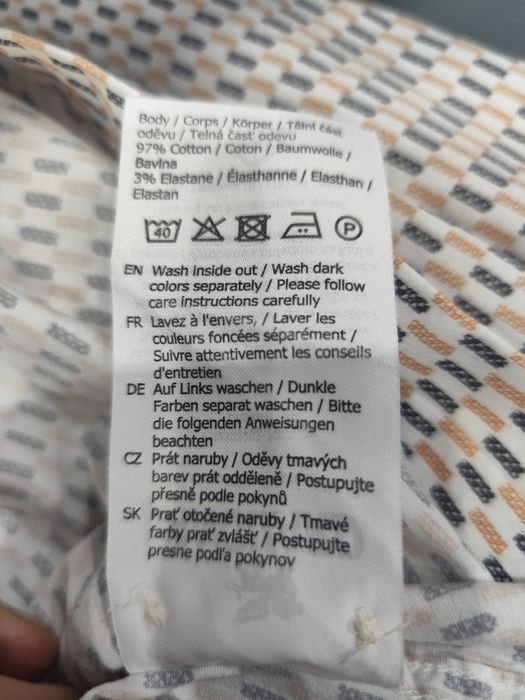 Body / Corps / Körper / Tělní část
oděvu / Telná časť odevu
97% Cotton / Coton / Baumwolle /
Bavlna
3% Elastane / Élasthanne / Elasthan /
Elastan
40 P
EN Wash inside out / Wash dark
colors separately / Please follow
care instructions carefully
FR Lavez à l'envers, / Laver les
couleurs foncées séparément /
Suivre attentivement les conseils
d'entretien
DE Auf Links waschen / Dunkle
Farben separat waschen / Bitte
die folgenden Anweisungen
beachten
CZ Prát naruby / Oděvy tmavých
barev prát odděleně / Postupujte
přesně podle pokynů
SK Prať otočené naruby / Tmavé
farby prať zvlášť / Postupujte
presne podľa pokynov